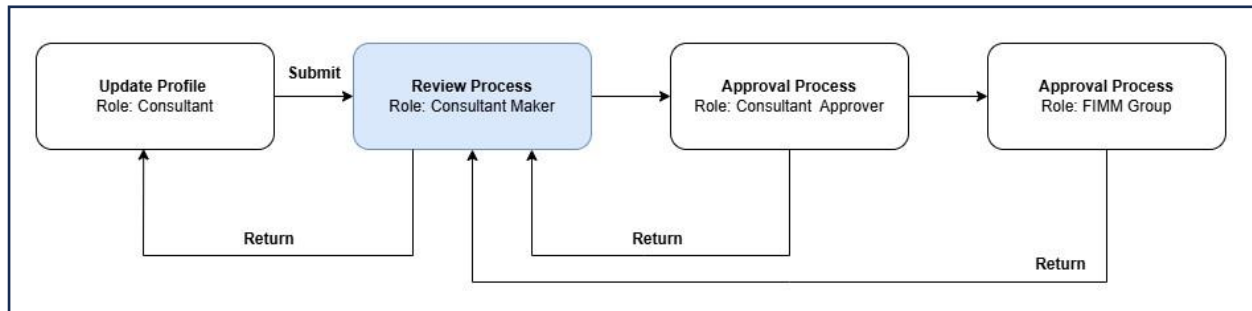 Update Profile
Role: Consultant
Submit
Review Process
Role: Consultant Maker
Approval Process
Role: Consultant Approver
Approval Process
Role: FIMM Group
Return
Return
Return